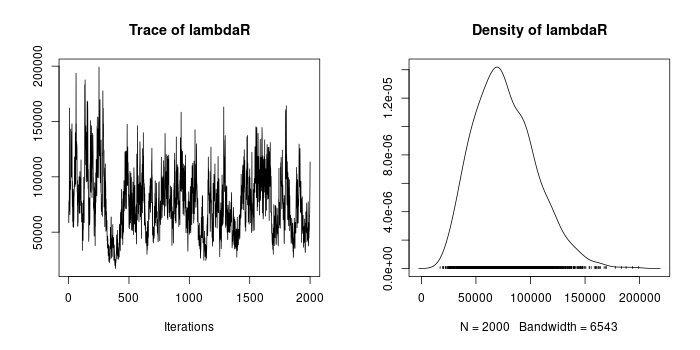 Trace of lambdaR
200000
150000
100000
50000
0 500 1000 1500 2000
Iterations
Density of lambdaR
1.2e-05
8.0e-06
4.0e-06
0.0e+00
0 50000 100000 150000 200000
N = 2000 Bandwidth = 6543